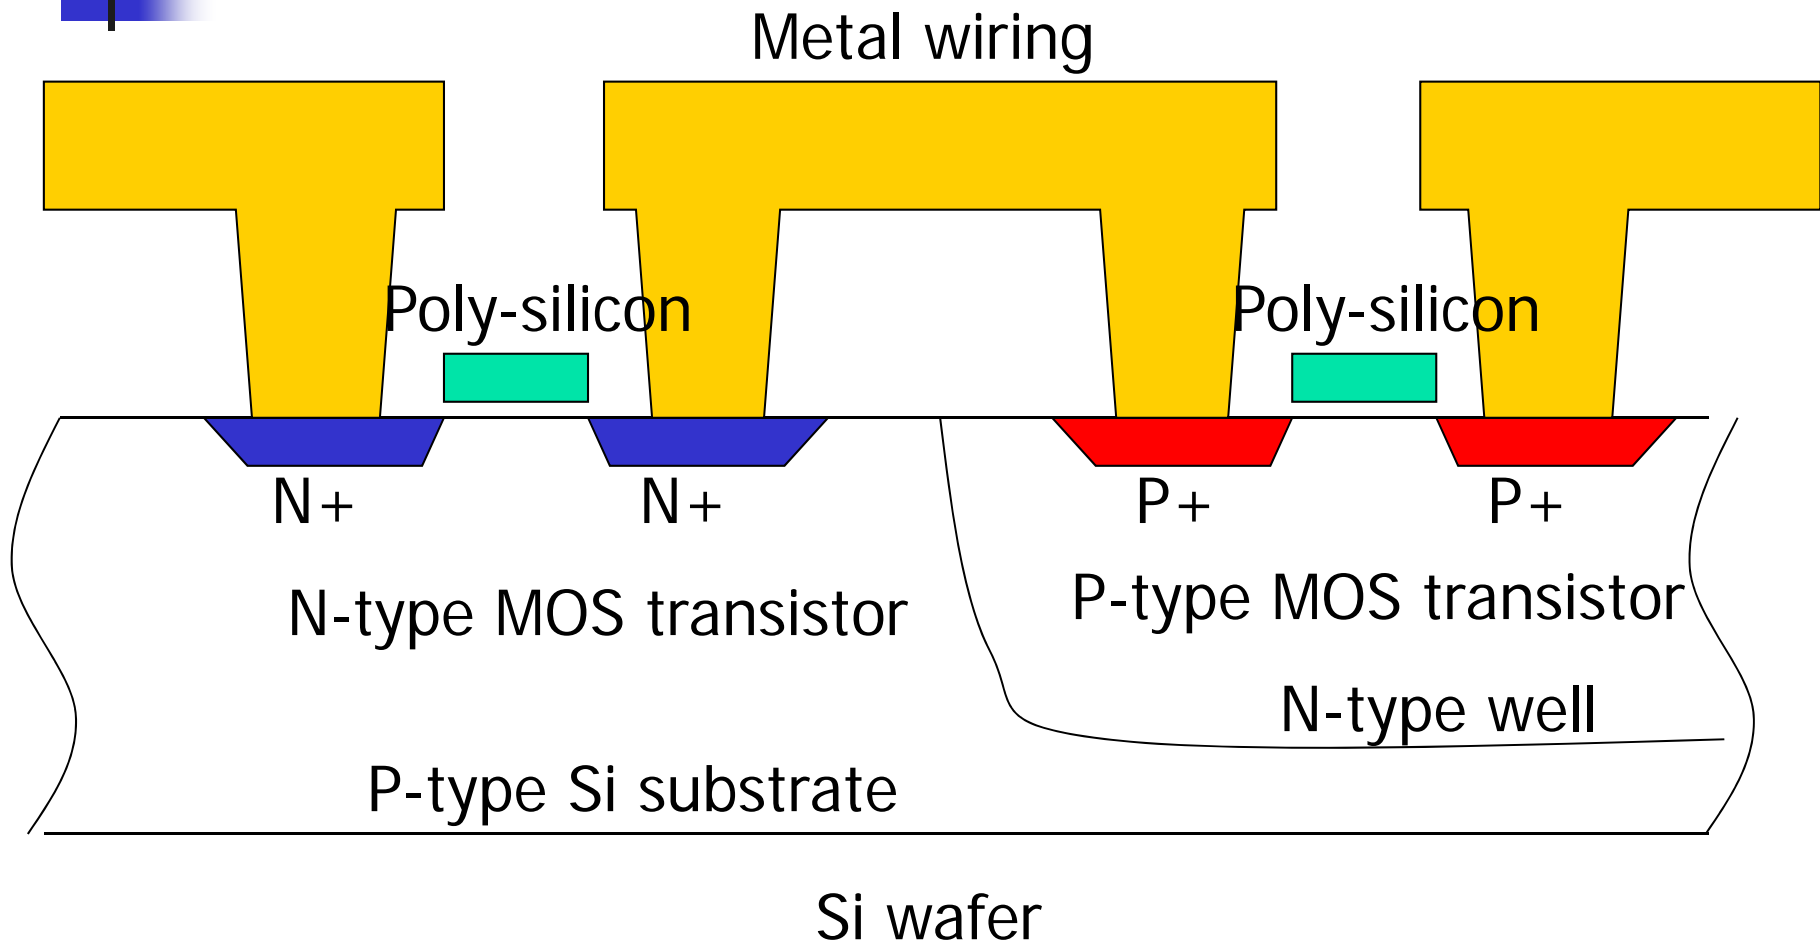 Metal wiring
Poly-silicon Poly-silicon
N+ N+ P+ P+
N-type MOS transistor P-type MOS transistor
N-type well
P-type Si substrate
Si wafer